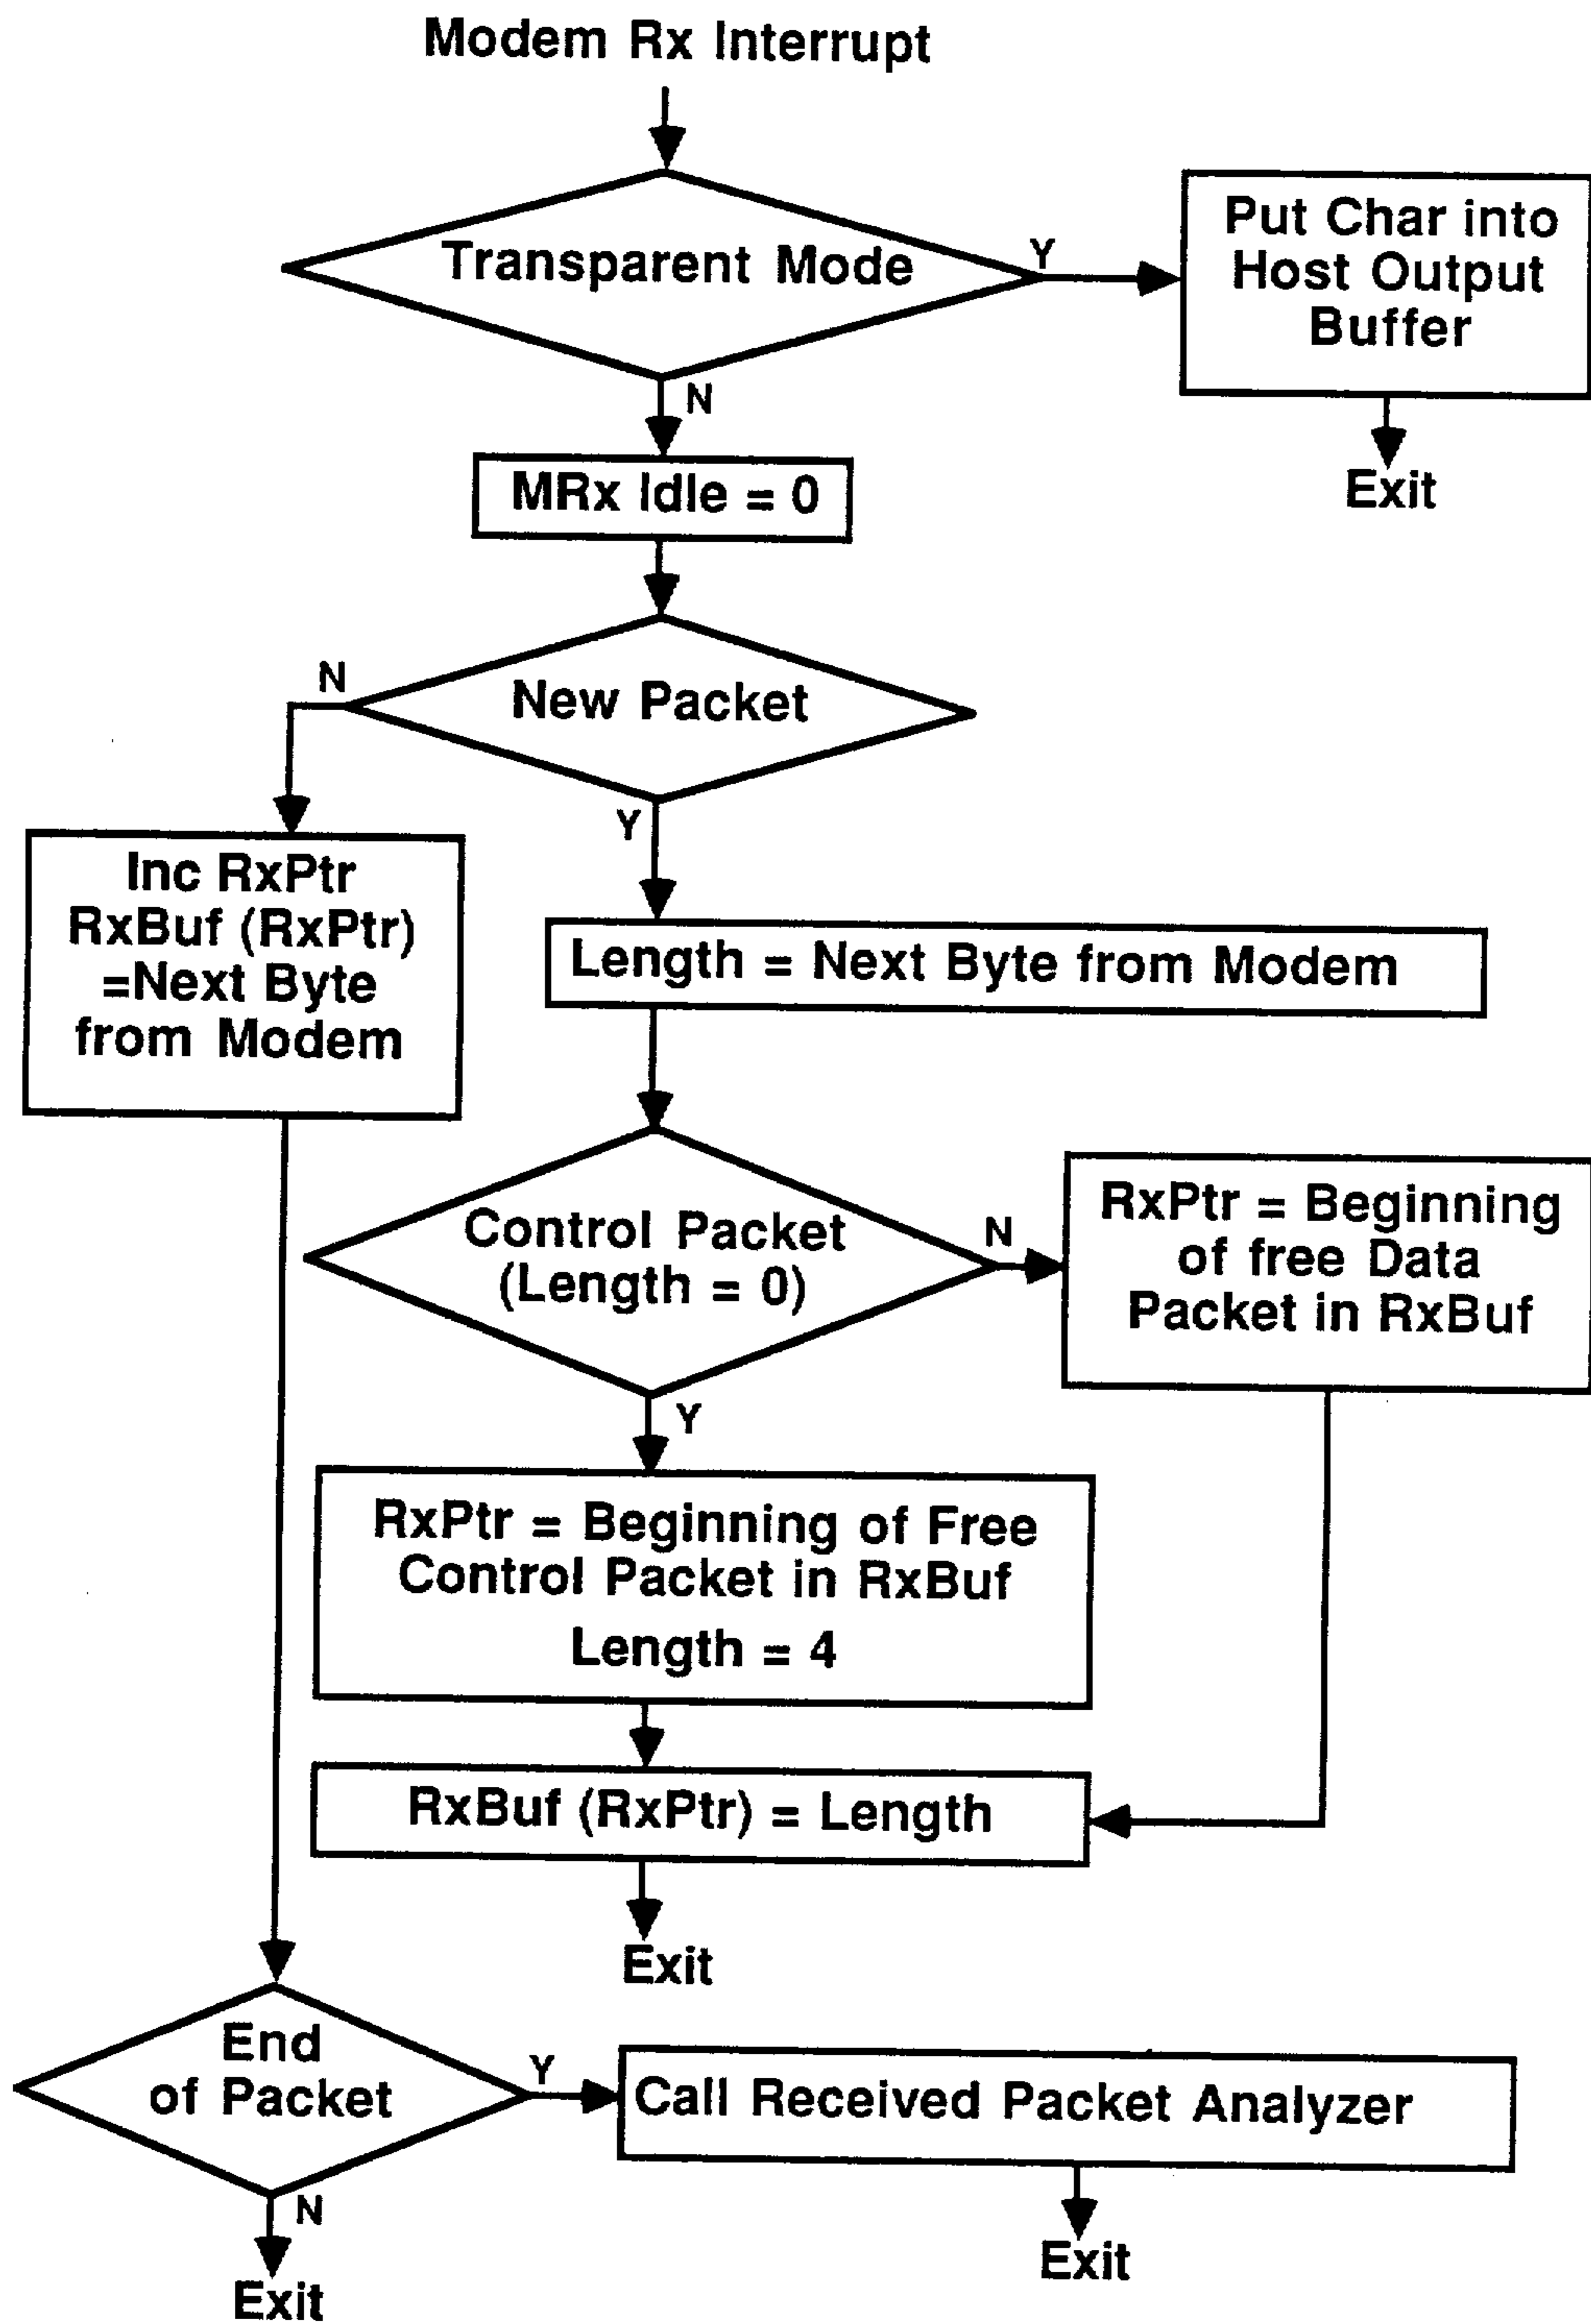 Modem Rx Interrupt
Transparent Mode
Y
Put Char into
Host Output
Buffer
Exit
N
MRx Idle = 0
New Packet
N
Y
Inc RxPtr
RxBuf (RxPtr)
=Next Byte
from Modem
Length = Next Byte from Modem
Control Packet
(Length = 0)
N
RxPtr = Beginning
of free Data
Packet in RxBuf
Y
RxPtr = Beginning of Free
Control Packet in RxBuf
Length = 4
RxBuf (RxPtr) = Length
Exit
End
of Packet
Y
Call Received Packet Analyzer
Exit
N
Exit